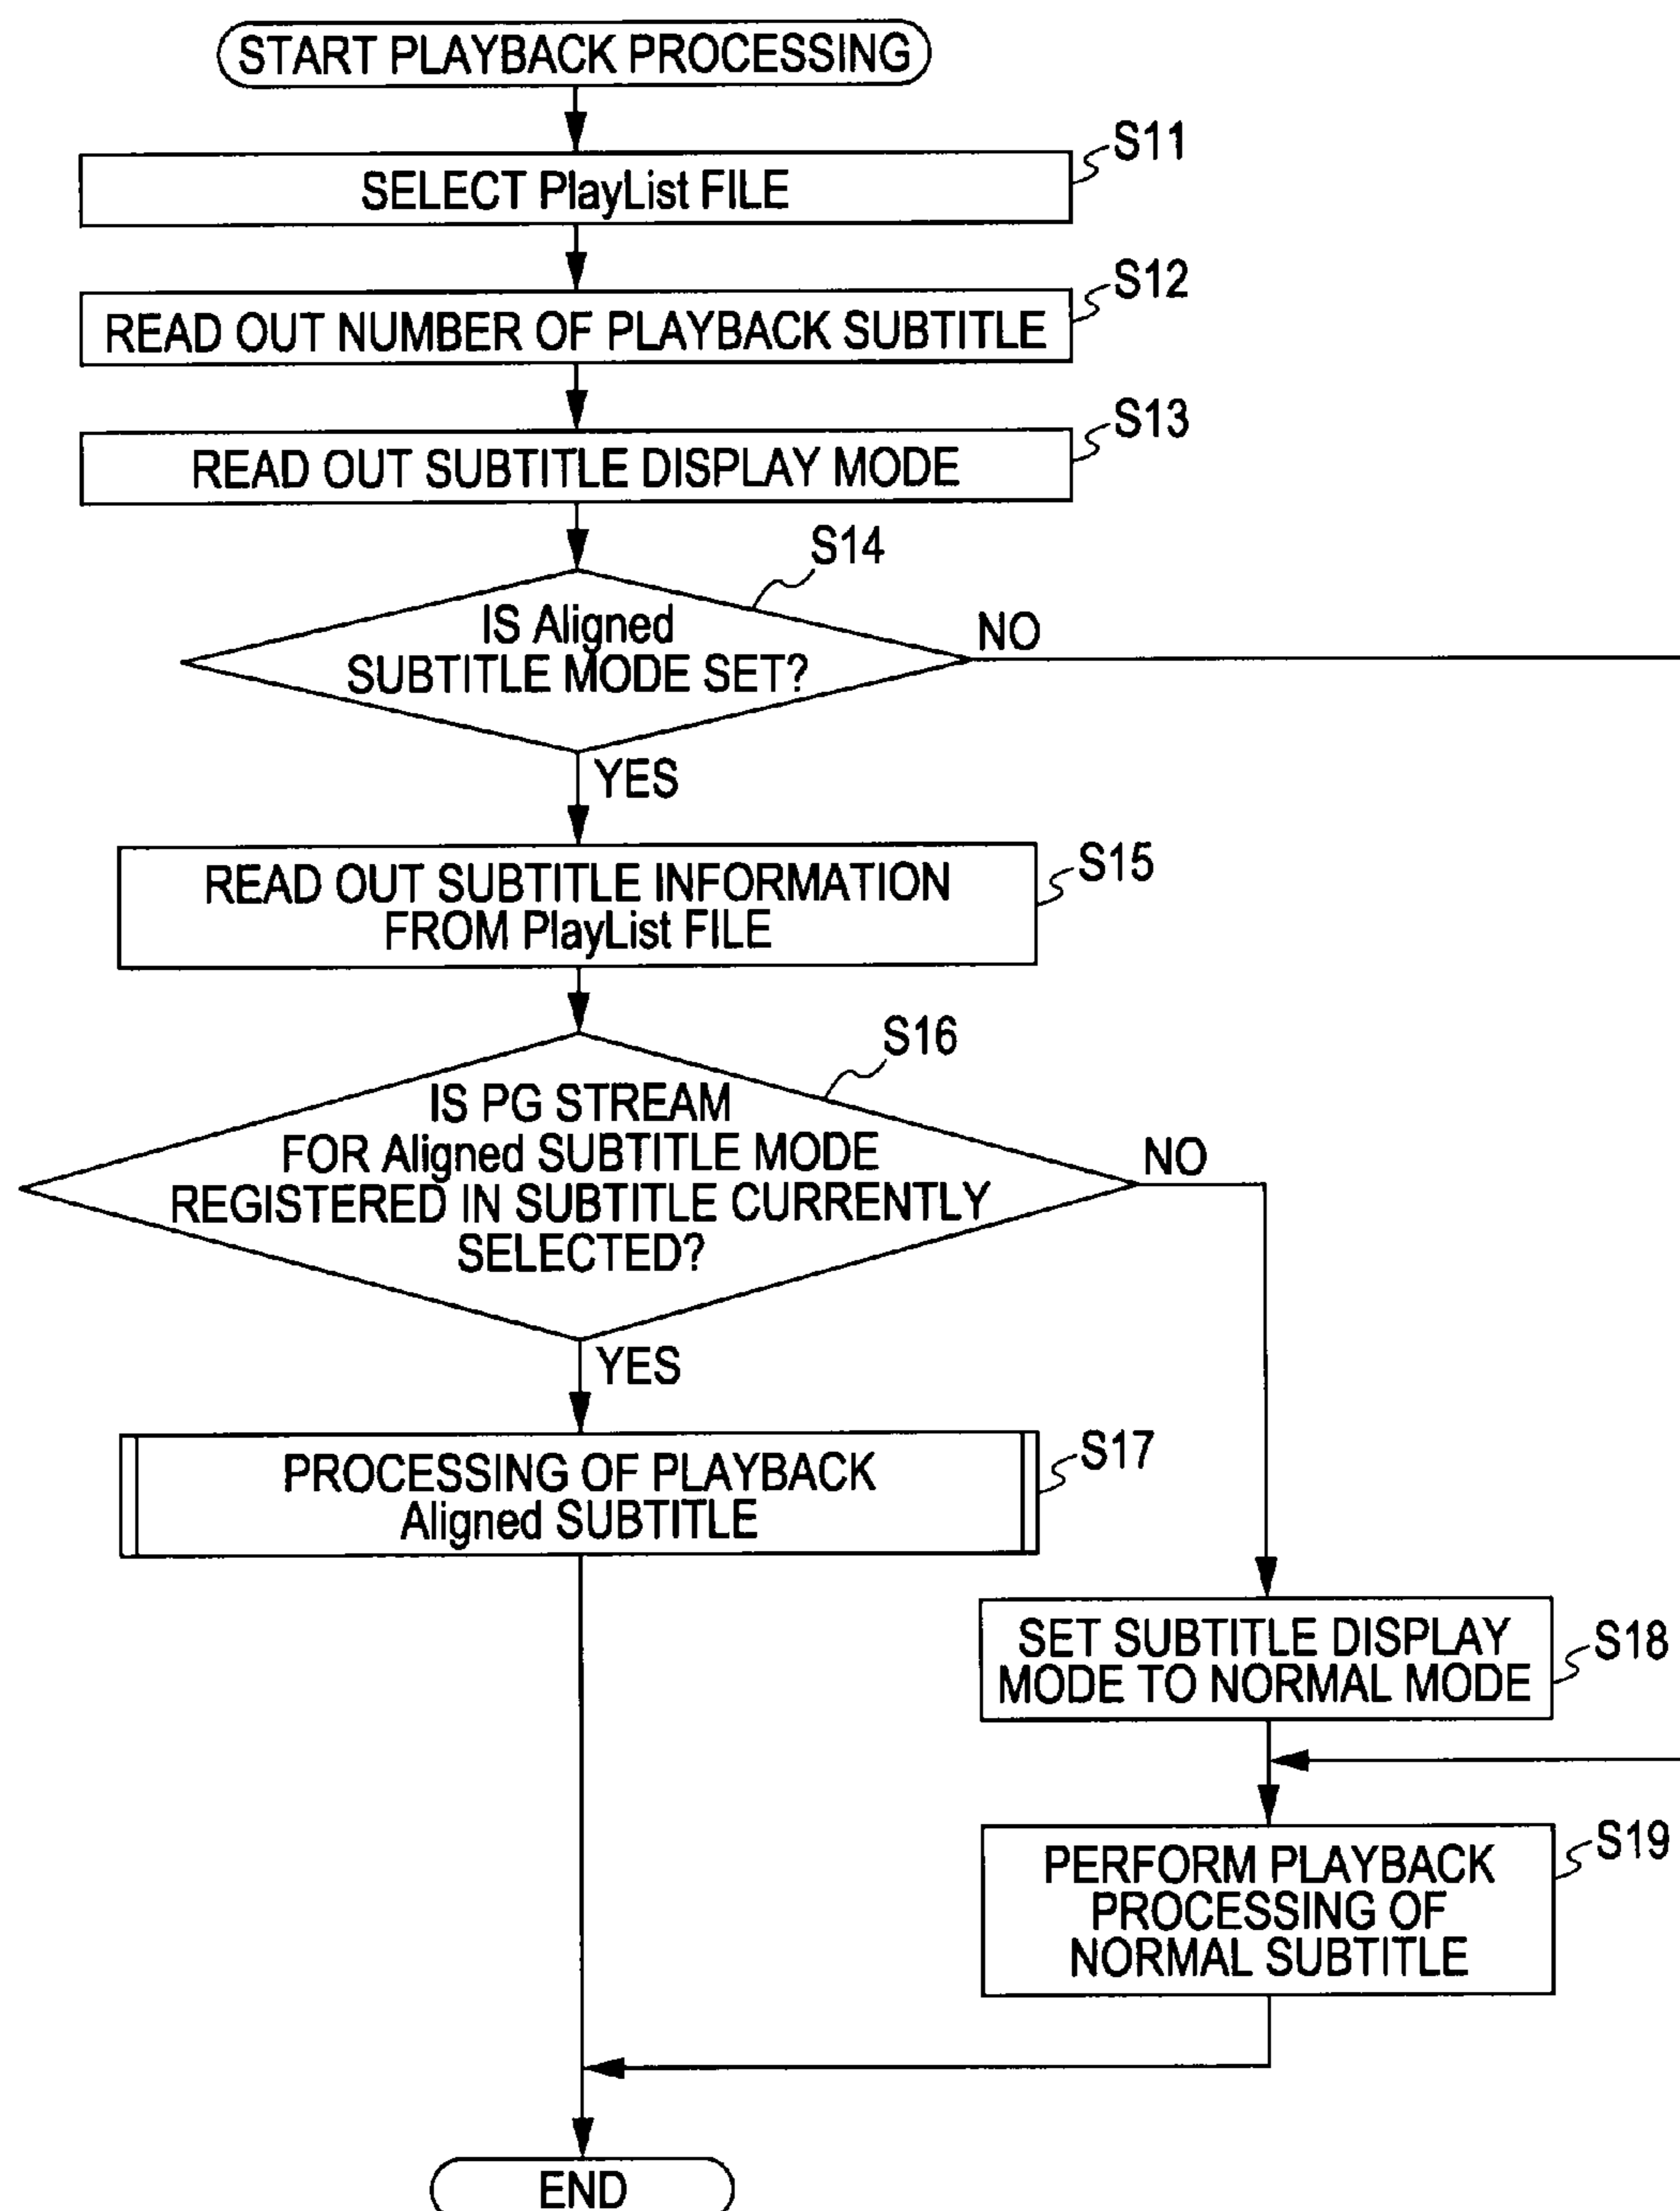 START PLAYBACK PROCESSING
S11
SELECT PlayList FILE
S12
READ OUT NUMBER OF PLAYBACK SUBTITLE
S13
READ OUT SUBTITLE DISPLAY MODE
S14
IS Aligned
SUBTITLE MODE SET?
NO
YES
S15
READ OUT SUBTITLE INFORMATION
FROM PlayList FILE
S16
IS PG STREAM
FOR Aligned SUBTITLE MODE
REGISTERED IN SUBTITLE CURRENTLY
SELECTED?
NO
YES
S17
PROCESSING OF PLAYBACK
Aligned SUBTITLE
S18
SET SUBTITLE DISPLAY
MODE TO NORMAL MODE
S19
PERFORM PLAYBACK
PROCESSING OF
NORMAL SUBTITLE
END